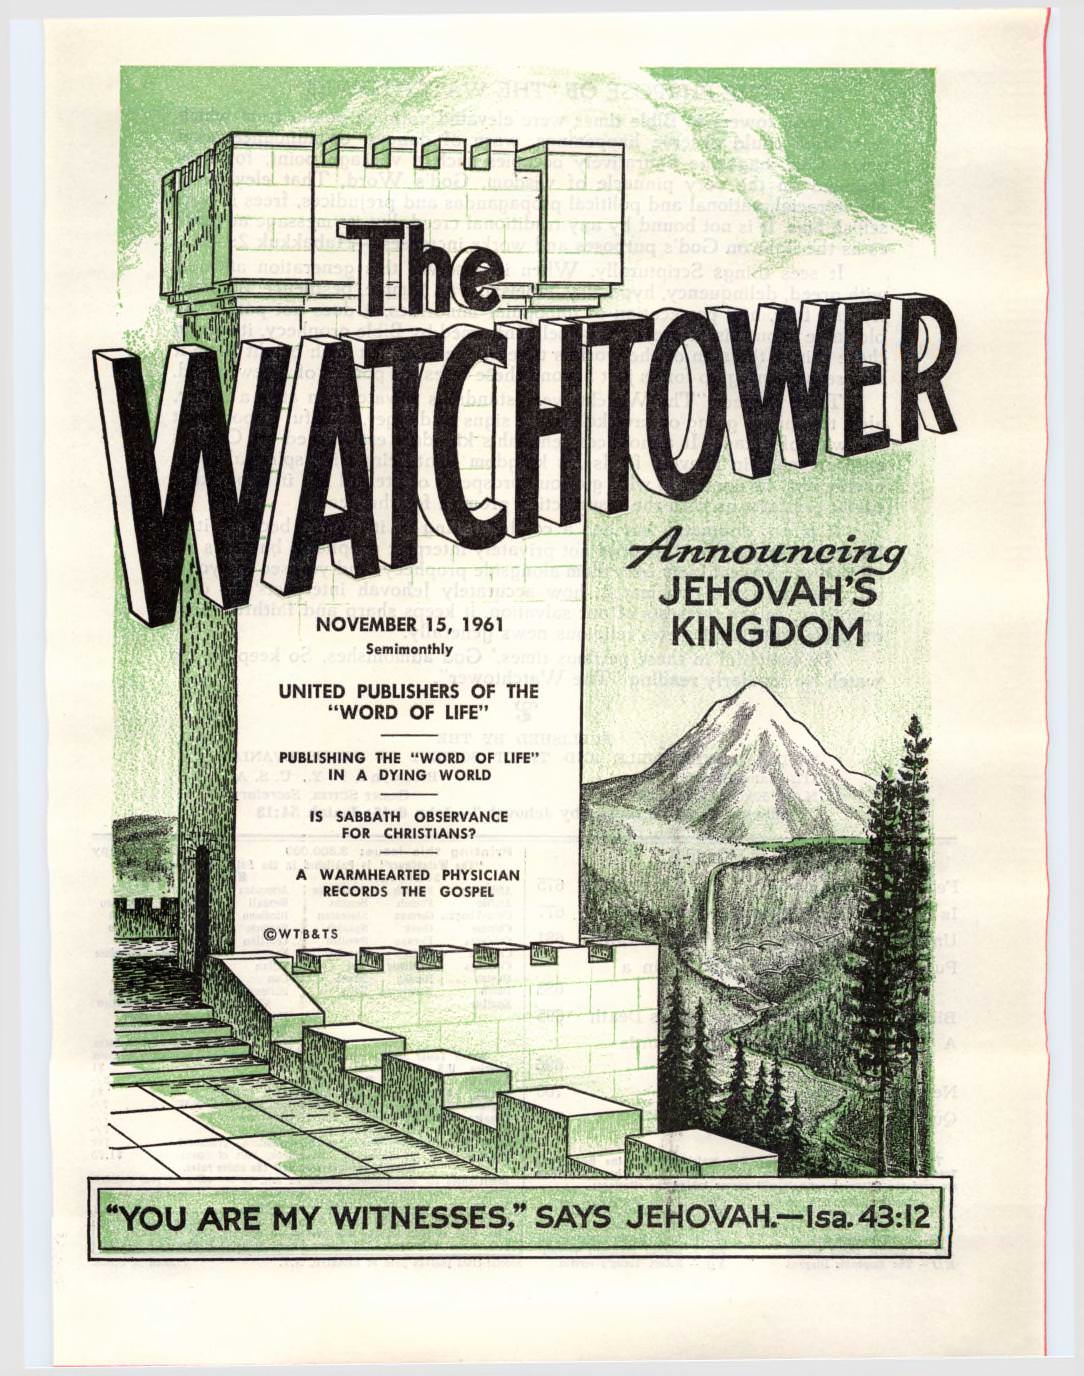 The
WATCHTOWER
Announcing
JEHOVAH'S
KINGDOM
NOVEMBER 15, 1961
Semimonthly
UNITED PUBLISHERS OF THE
"WORD OF LIFE"
PUBLISHING THE "WORD OF LIFE"
IN A DYING WORLD
IS SABBATH OBSERVANCE
FOR CHRISTIANS?
A WARMHEARTED PHYSICIAN
RECORDS THE GOSPEL
©WTB&TS
"YOU ARE MY WITNESSES," SAYS JEHOVAH.—Isa. 43:12